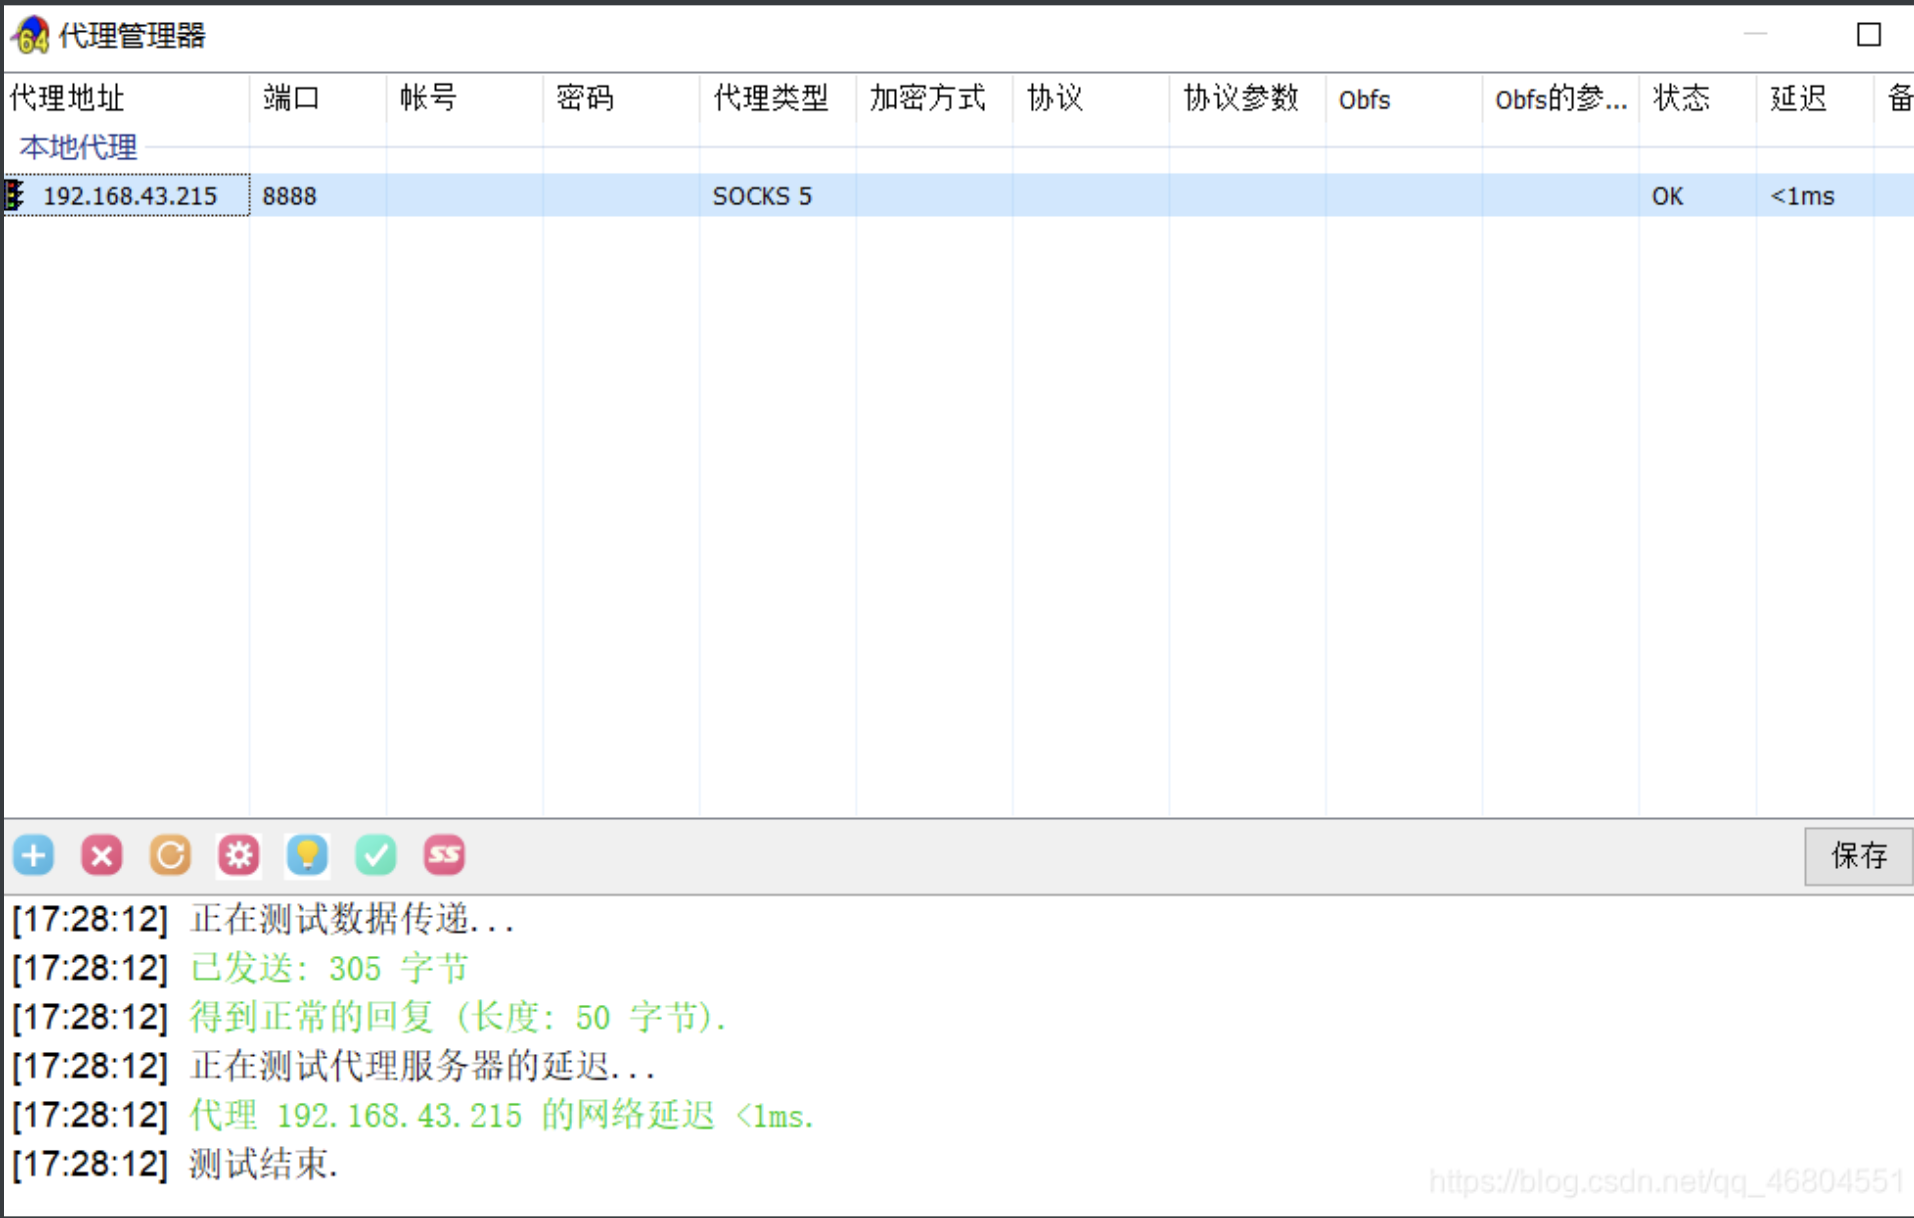 64 代理管理器
代理地址 端口 帐号 密码 代理类型 加密方式 协议 协议参数 Obfs Obfs的参... 状态 延迟 备
本地代理
192.168.43.215 8888 SOCKS 5 OK <1ms
SS 保存
[17:28:12] 正在测试数据传递...
[17:28:12] 已发送: 305 字节
[17:28:12] 得到正常的回复 (长度: 50 字节).
[17:28:12] 正在测试代理服务器的延迟...
[17:28:12] 代理 192.168.43.215 的网络延迟 <1ms.
[17:28:12] 测试结束.
https://blog.csdn.net/qq_46804551